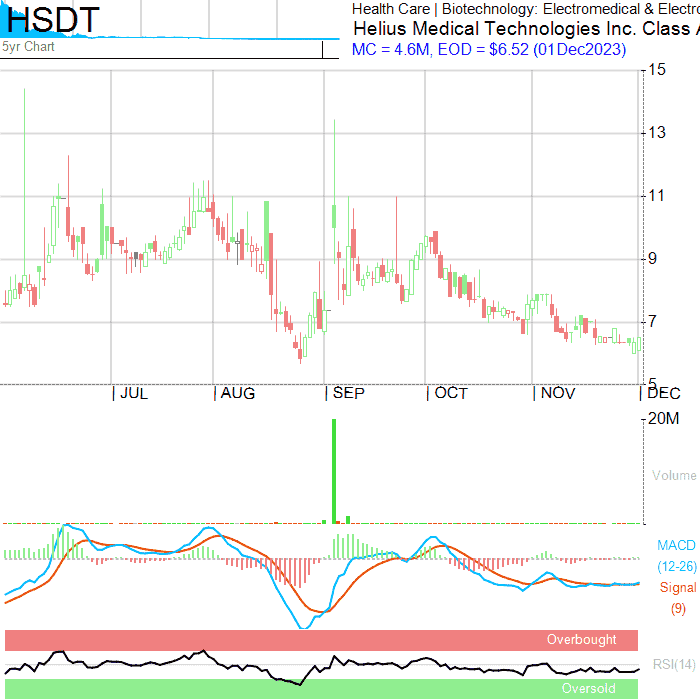 HSDT
5yr Chart
Health Care | Biotechnology: Electromedical & Electro
Helius Medical Technologies Inc. Class A
MC = 4.6M, EOD = $6.52 (01Dec2023)
15
13
11
9
7
5
JUL
AUG
SEP
OCT
NOV
DEC
20M
Volume
MACD
(12-26)
Signal
(9)
Overbought
RSI(14)
Oversold